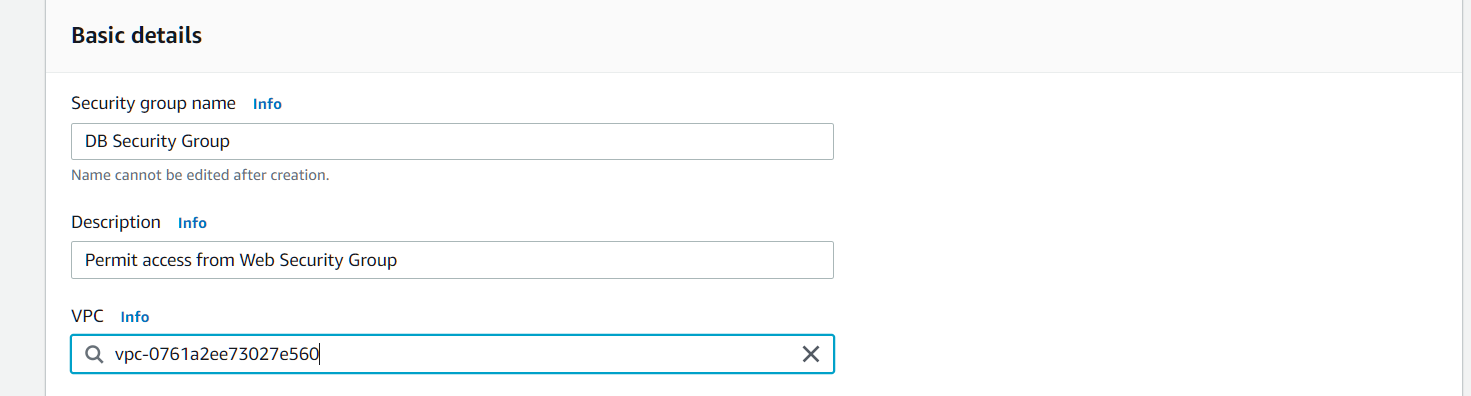 Basic details
Security group name Info
DB Security Group
Name cannot be edited after creation.
Description Info
Permit access from Web Security Group
VPC Info
vpc-0761a2ee73027e560